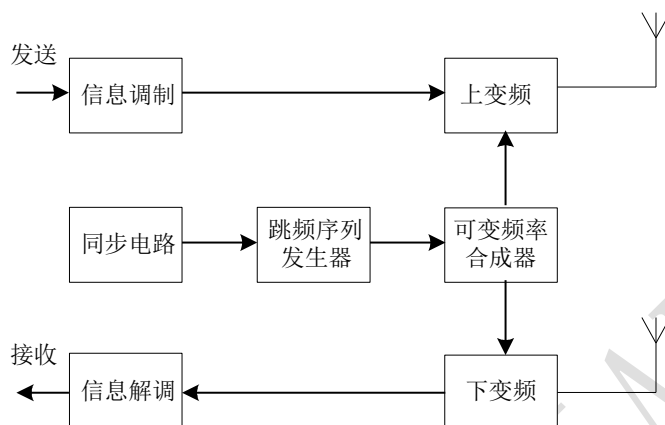 发送
信息调制
上变频
同步电路
跳频序列
发生器
可变频率
合成器
接收
信息解调
下变频